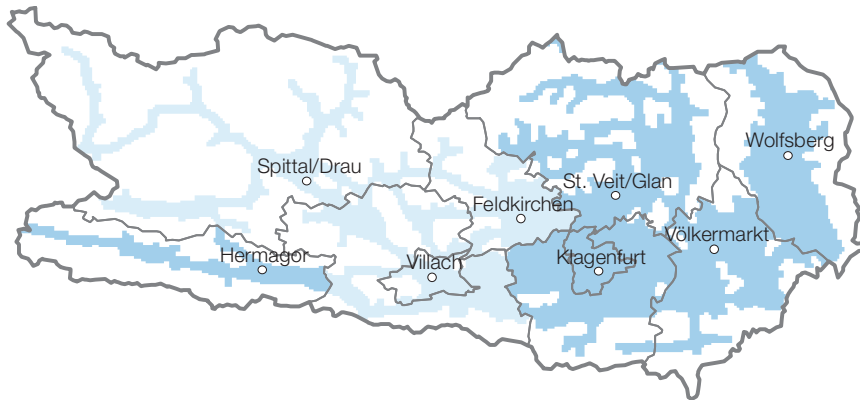 Wolfsberg
Spittal/Drau
St. Veit/Glan
Feldkirchen
Völkermarkt
Hermagor
Villach
Klagenfurt